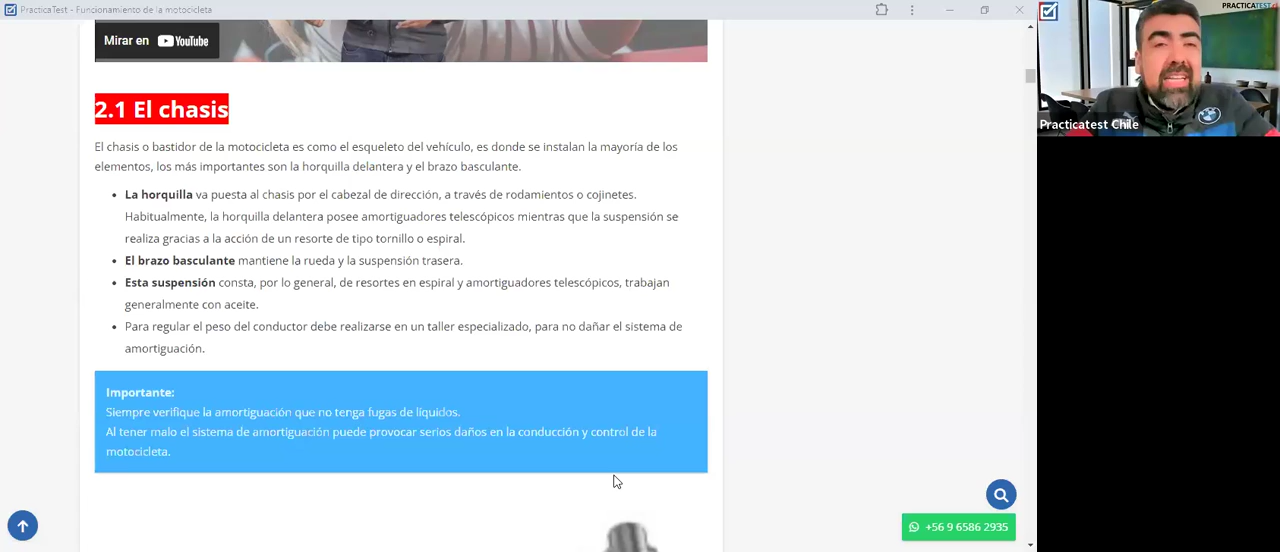 PracticaTest - Funcionamiento de la motocicleta
PRACTICATEST.CL
Mirar en YouTube
Practicatest Chile
2.1 El chasis
El chasis o bastidor de la motocicleta es como el esqueleto del vehículo, es donde se instalan la mayoría de los
elementos, los más importantes son la horquilla delantera y el brazo basculante.
• La horquilla va puesta al chasis por el cabezal de dirección, a través de rodamientos o cojinetes.
Habitualmente, la horquilla delantera posee amortiguadores telescópicos mientras que la suspensión se
realiza gracias a la acción de un resorte de tipo tornillo o espiral.
• El brazo basculante mantiene la rueda y la suspensión trasera.
• Esta suspensión consta, por lo general, de resortes en espiral y amortiguadores telescópicos, trabajan
generalmente con aceite.
• Para regular el peso del conductor debe realizarse en un taller especializado, para no dañar el sistema de
amortiguación.
Importante:
Siempre verifique la amortiguación que no tenga fugas de líquidos.
Al tener malo el sistema de amortiguación puede provocar serios daños en la conducción y control de la
motocicleta.
+56 9 6586 2935